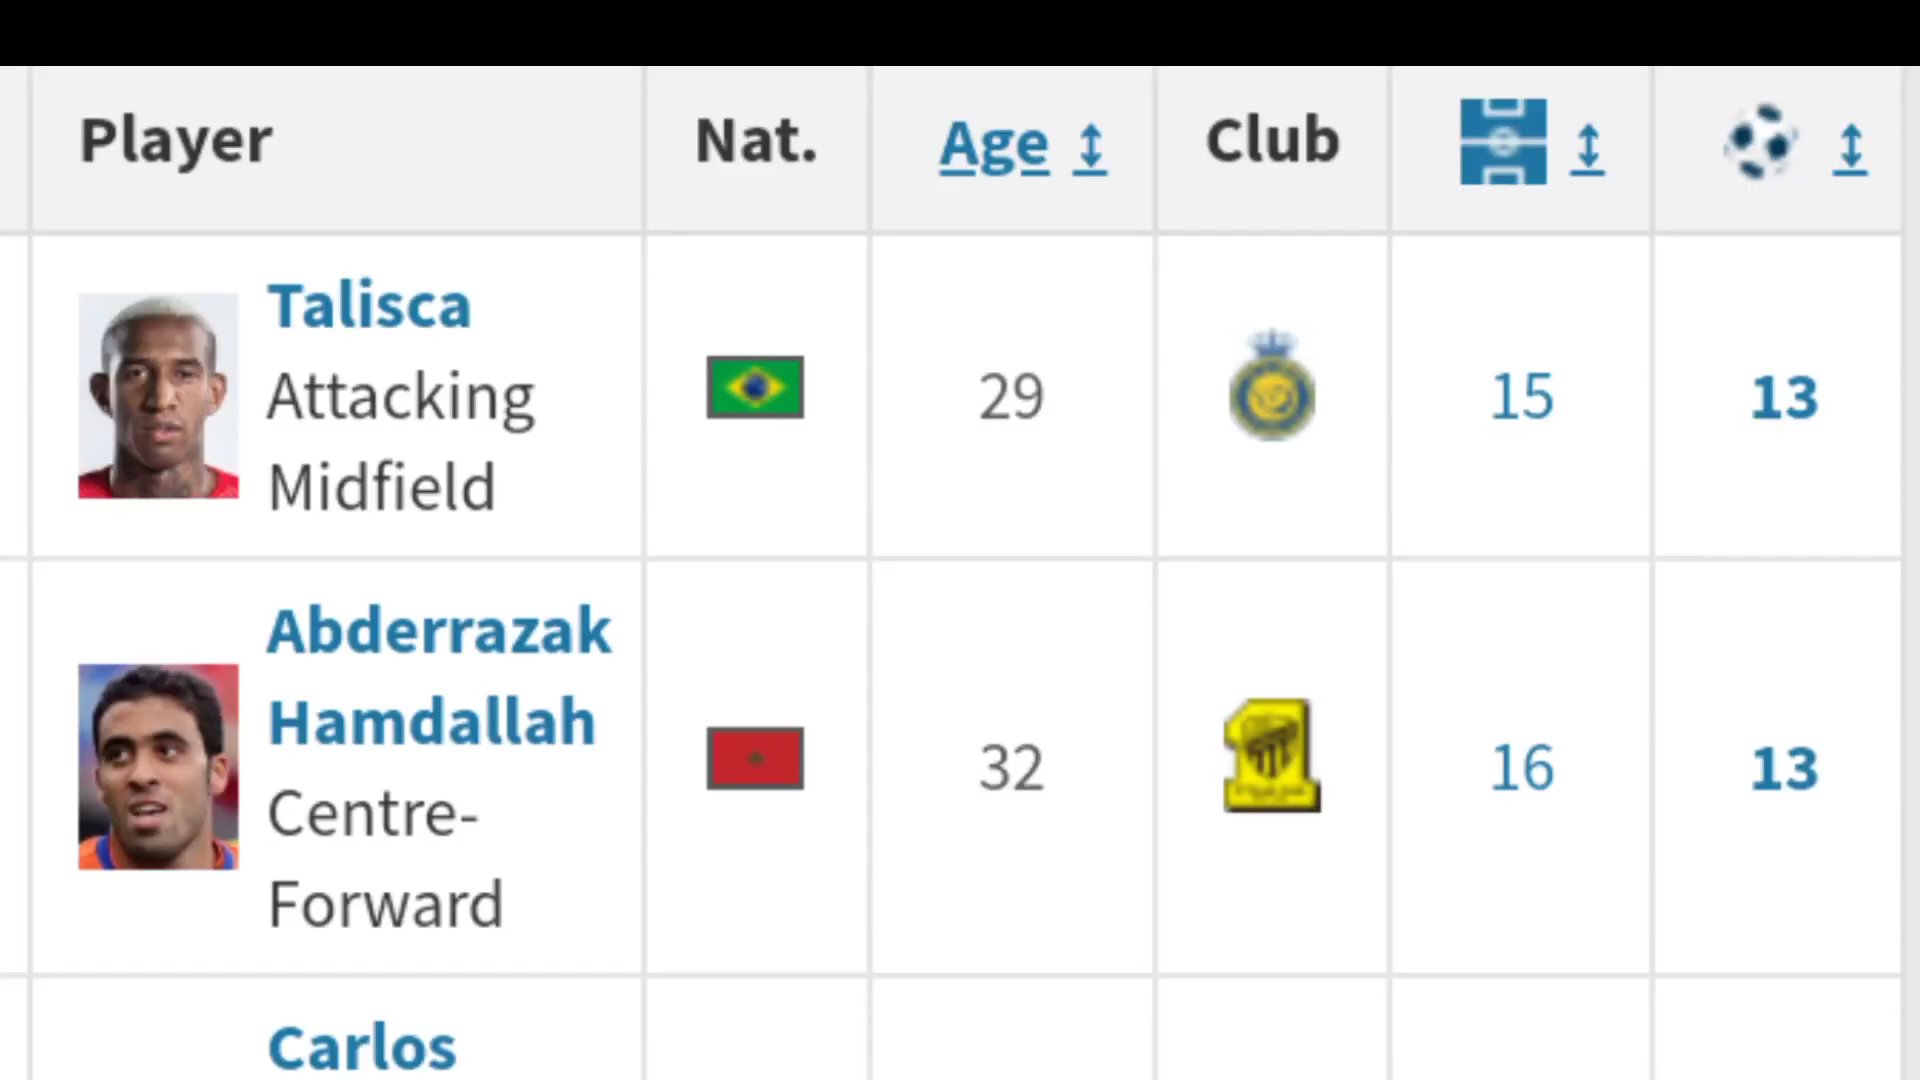 Player Nat. Age Club
Talisca
Attacking
Midfield
29 15 13
Abderrazak
Hamdallah
Centre-
Forward
32 16 13
Carlos